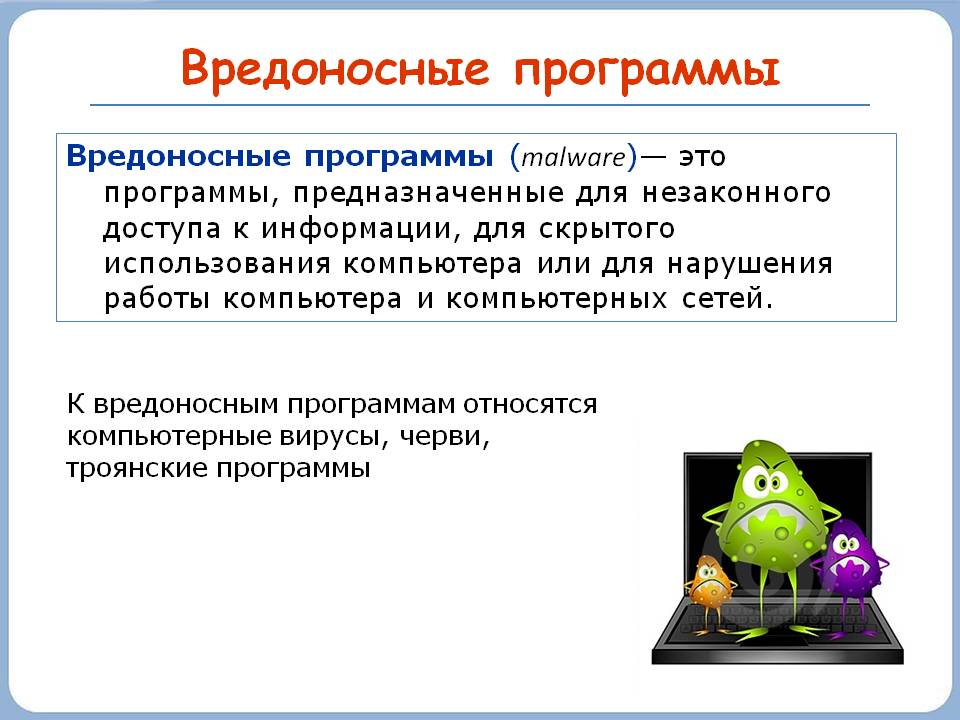 Вредоносные программы
Вредоносные программы (malware)— это
программы, предназначенные для незаконного
доступа к информации, для скрытого
использования компьютера или для нарушения
работы компьютера и компьютерных сетей.
К вредоносным программам относятся
компьютерные вирусы, черви,
троянские программы